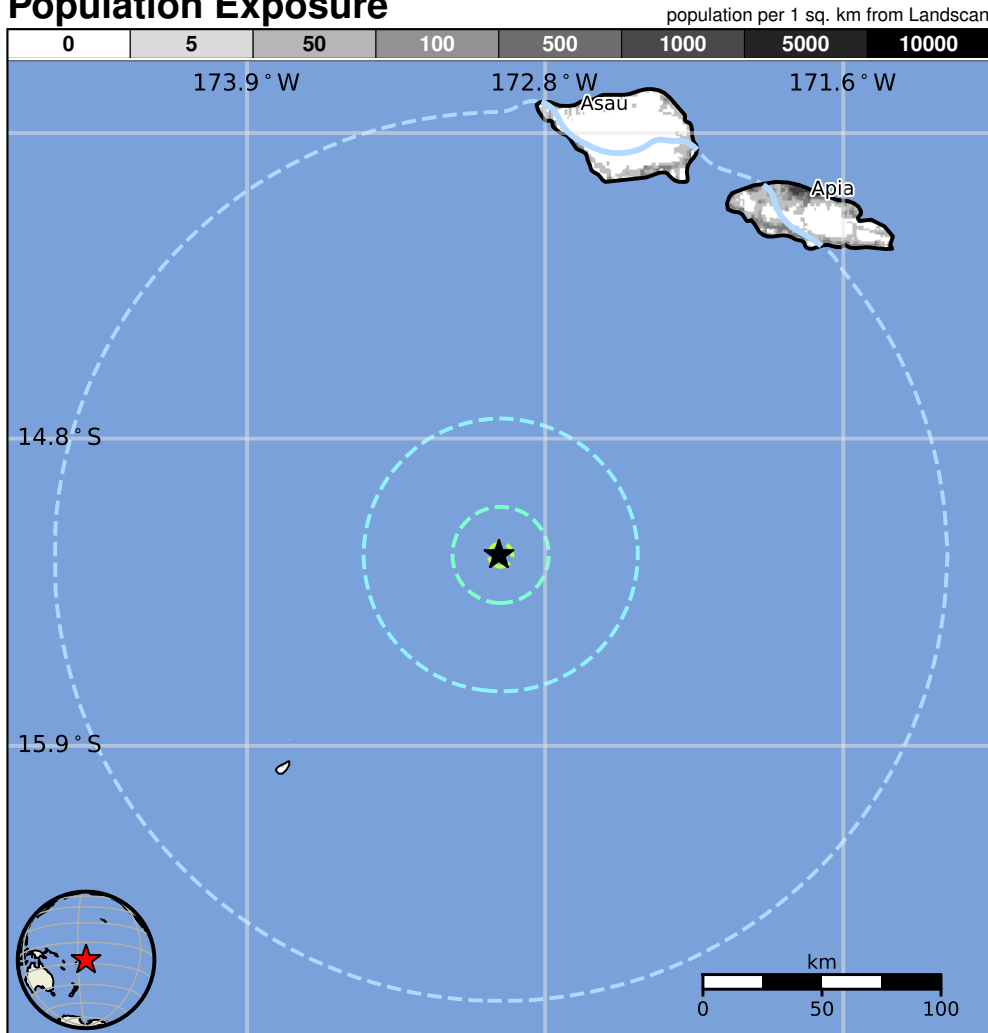 Population Exposure
population per 1 sq. km from Landscan
0 5 50 100 500 1000 5000 10000
173.9°W 172.8°W 171.6°W
Asau
Apia
14.8°S
15.9°S
km
0 50 100